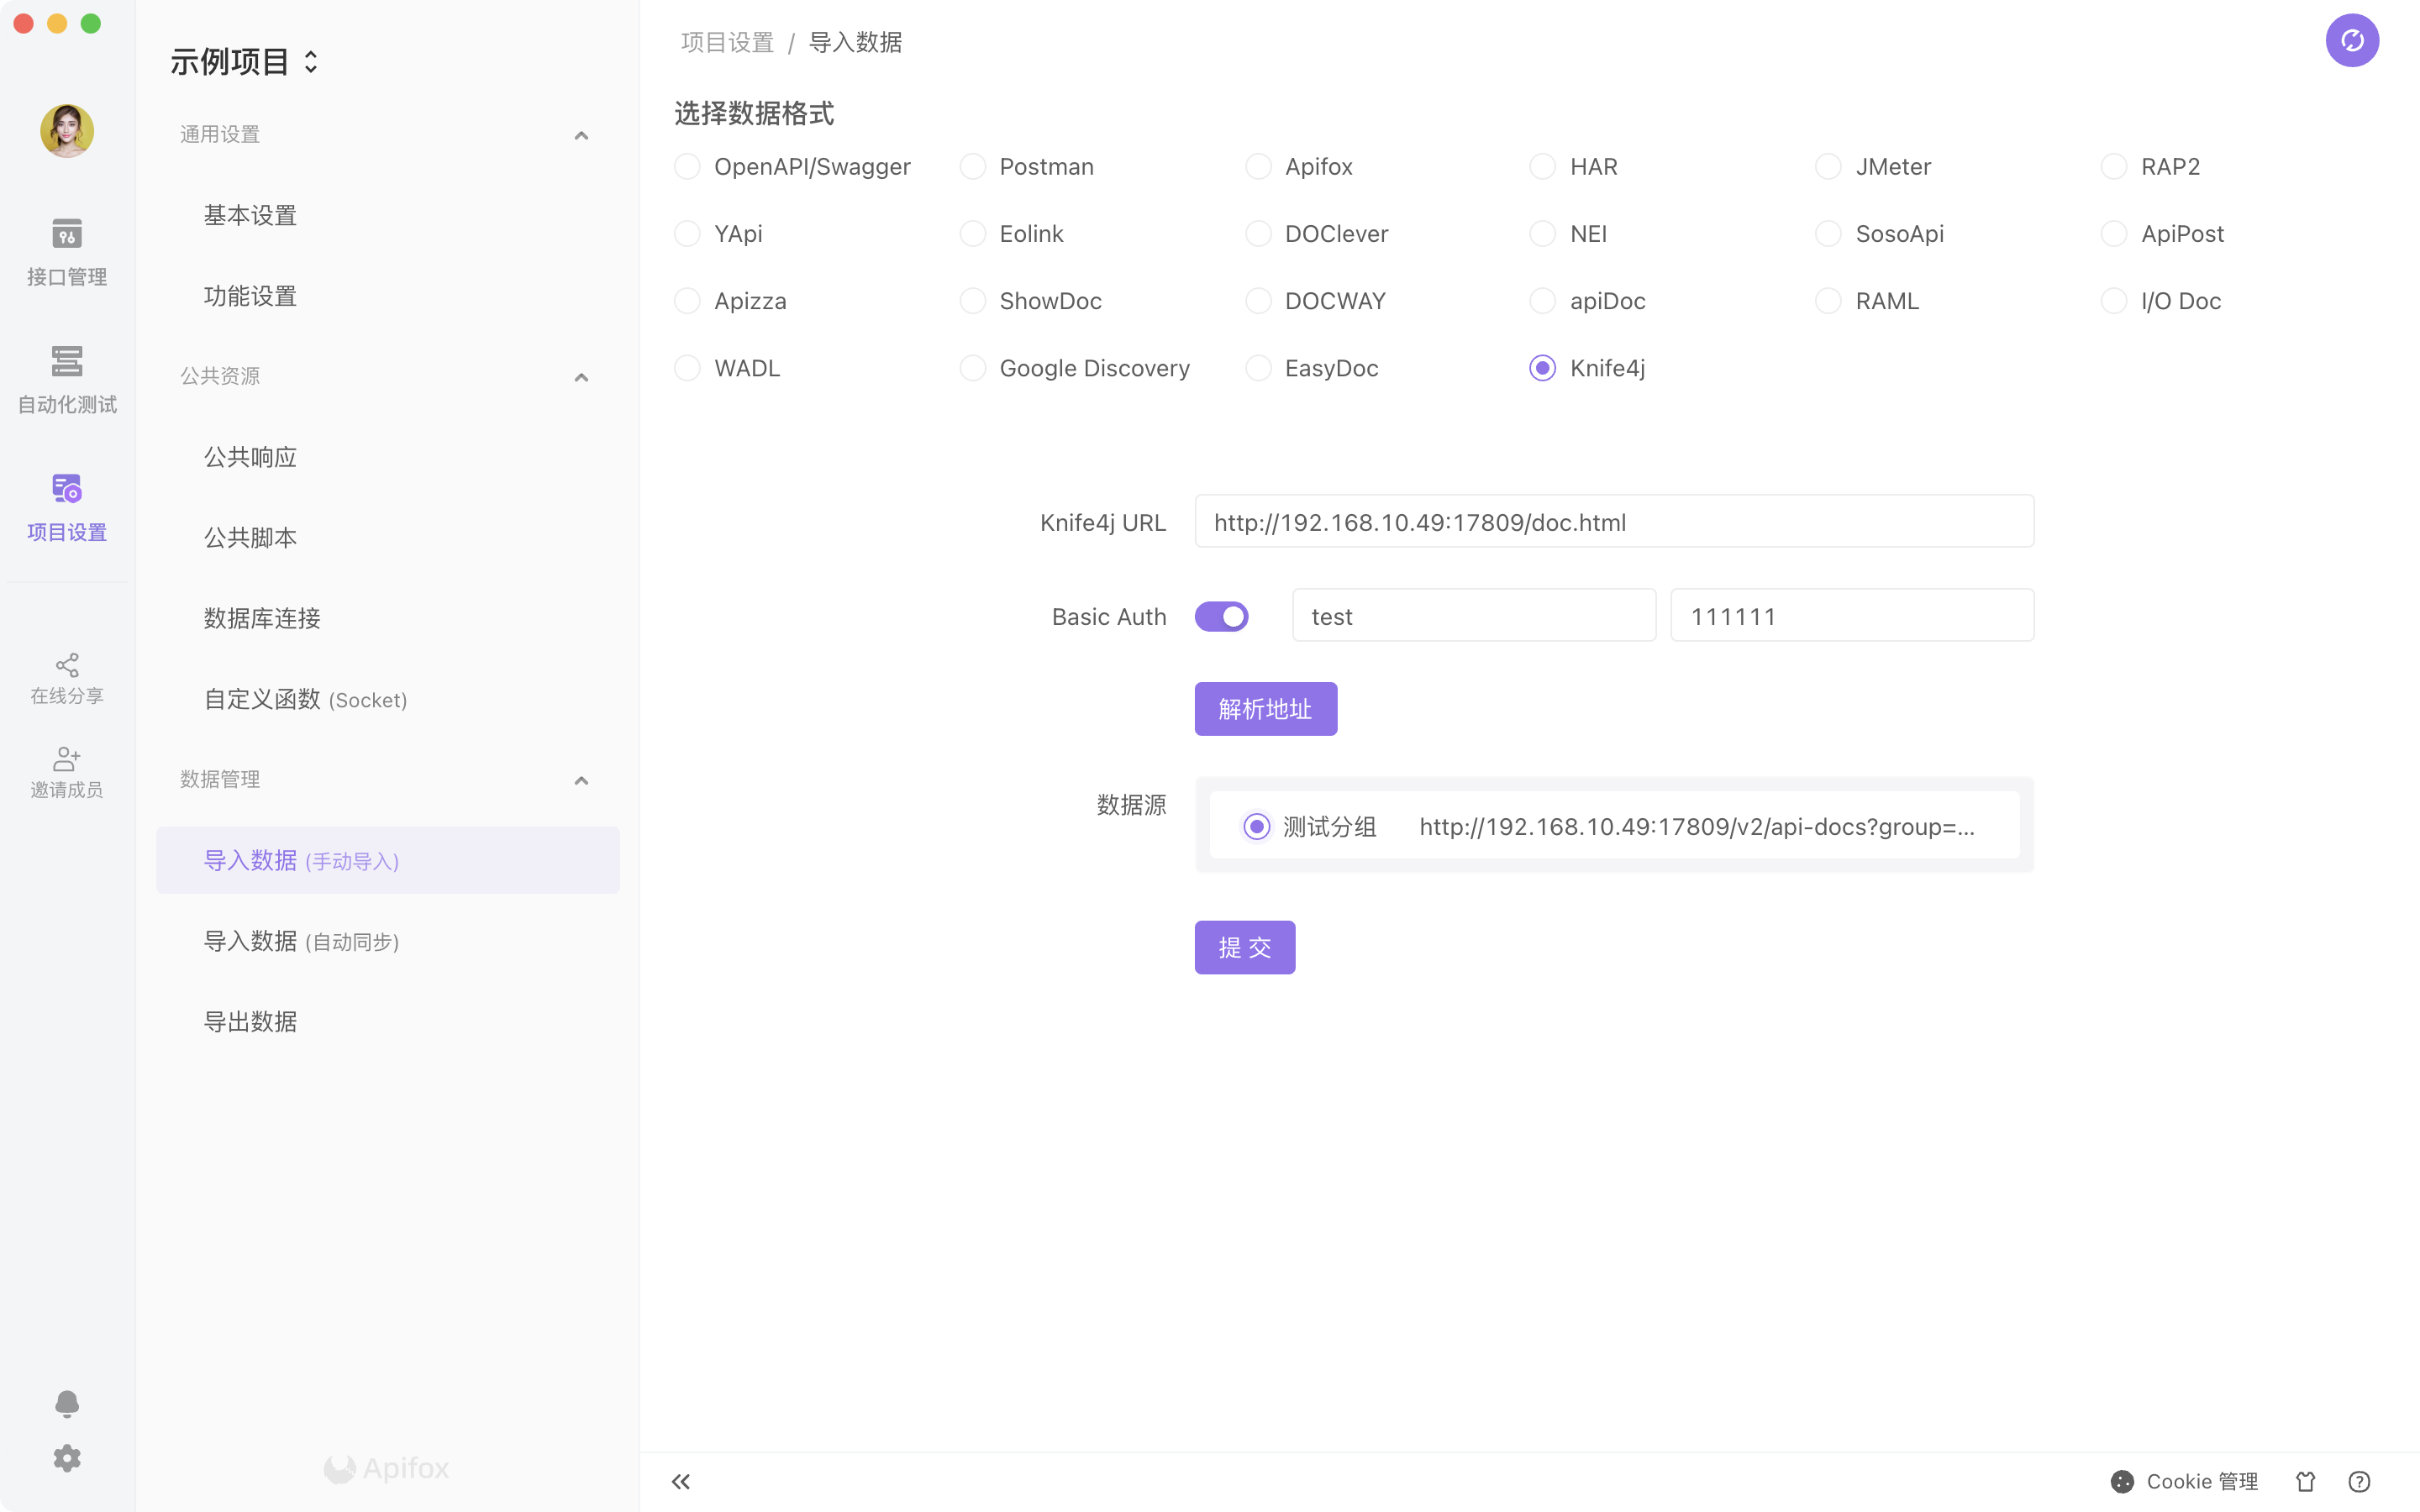 示例项目
通用设置
基本设置
功能设置
公共资源
公共响应
公共脚本
数据库连接
自定义函数 (Socket)
数据管理
导入数据 (手动导入)
导入数据 (自动同步)
导出数据
Apifox
接口管理
自动化测试
项目设置
在线分享
邀请成员
项目设置 / 导入数据
选择数据格式
OpenAPI/Swagger Postman Apifox HAR JMeter RAP2
YApi Eolink DOClever NEI SosoApi ApiPost
Apizza ShowDoc DOCWAY apiDoc RAML I/O Doc
WADL Google Discovery EasyDoc Knife4j
Knife4j URL http://192.168.10.49:17809/doc.html
Basic Auth test 111111
解析地址
数据源 测试分组 http://192.168.10.49:17809/v2/api-docs?group=...
提 交
Cookie 管理